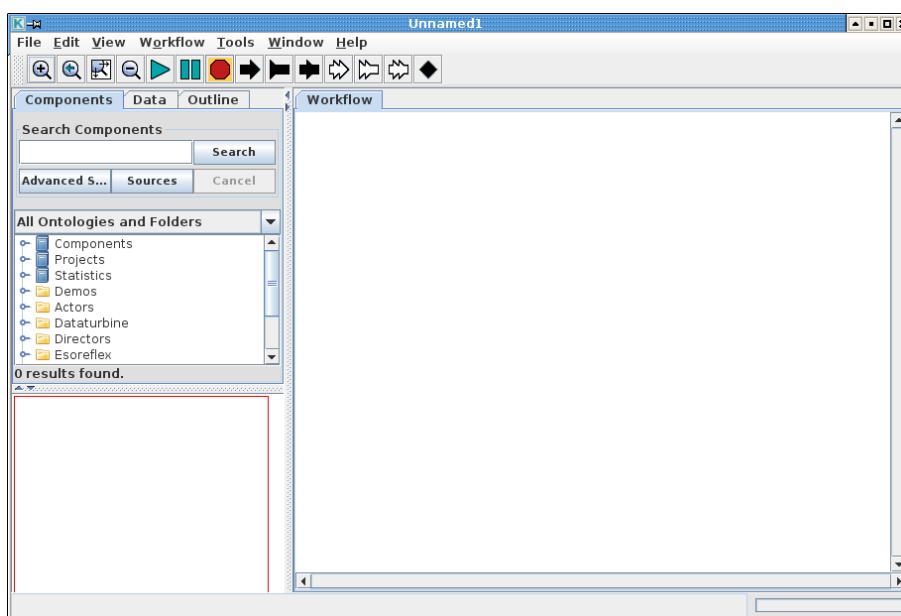 Unnamed1
File Edit View Workflow Tools Window Help
Components Data Outline
Workflow
Search Components
Search
Advanced S... Sources Cancel
All Ontologies and Folders
Components
Projects
Statistics
Demos
Actors
Dataturbine
Directors
Esoreflex
0 results found.